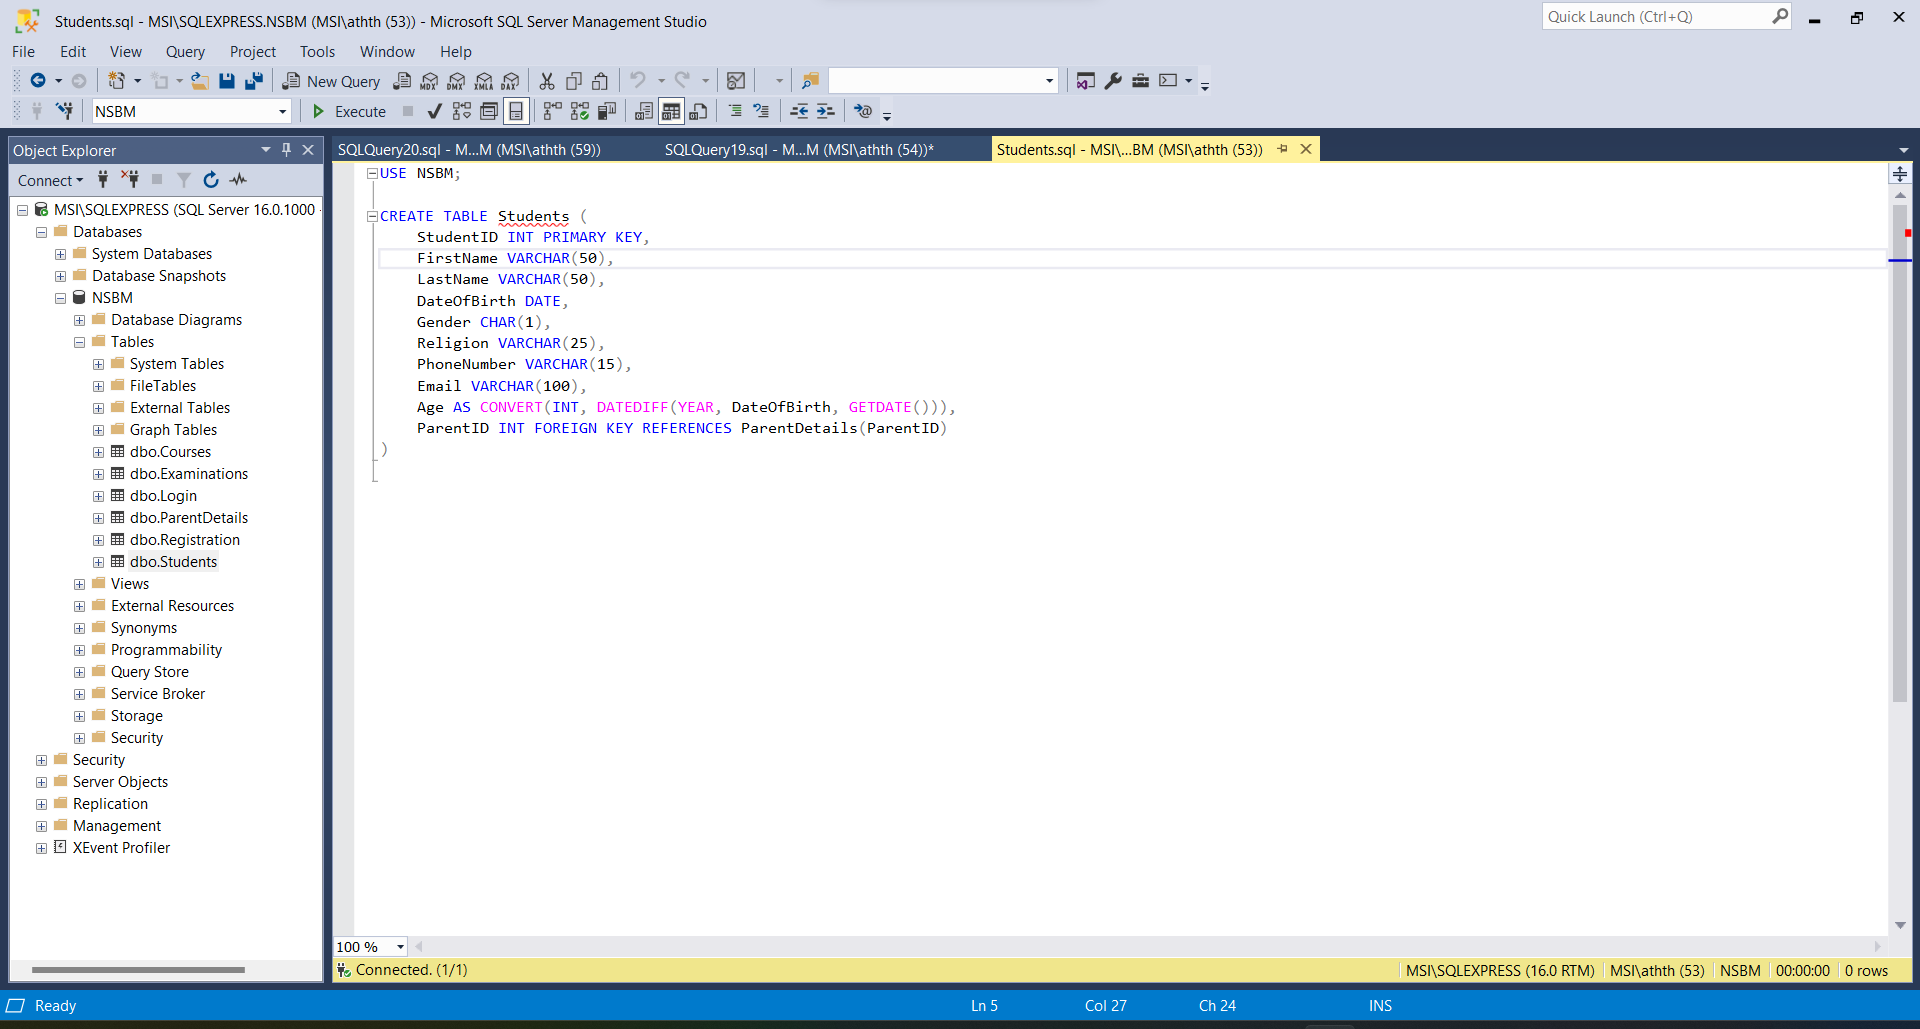 Students.sql - MSI\SQLEXPRESS.NSBM (MSI\athth (53)) - Microsoft SQL Server Management Studio
Quick Launch (Ctrl+Q)
File Edit View Query Project Tools Window Help
New Query MDX DMX XMLA DAX
NSBM Execute
Object Explorer
SQLQuery20.sql - M...M (MSI\athth (59)) SQLQuery19.sql - M...M (MSI\athth (54))* Students.sql - MSI\...BM (MSI\athth (53))
Connect
MSI\SQLEXPRESS (SQL Server 16.0.1000 -
Databases
System Databases
Database Snapshots
NSBM
Database Diagrams
Tables
System Tables
FileTables
External Tables
Graph Tables
dbo.Courses
dbo.Examinations
dbo.Login
dbo.ParentDetails
dbo.Registration
dbo.Students
Views
External Resources
Synonyms
Programmability
Query Store
Service Broker
Storage
Security
Security
Server Objects
Replication
Management
XEvent Profiler
USE NSBM;
CREATE TABLE Students (
StudentID INT PRIMARY KEY,
FirstName VARCHAR(50),
LastName VARCHAR(50),
DateOfBirth DATE,
Gender CHAR(1),
Religion VARCHAR(25),
PhoneNumber VARCHAR(15),
Email VARCHAR(100),
Age AS CONVERT(INT, DATEDIFF(YEAR, DateOfBirth, GETDATE())),
ParentID INT FOREIGN KEY REFERENCES ParentDetails(ParentID)
)
100 %
Connected. (1/1) MSI\SQLEXPRESS (16.0 RTM) MSI\athth (53) NSBM 00:00:00 0 rows
Ready Ln 5 Col 27 Ch 24 INS